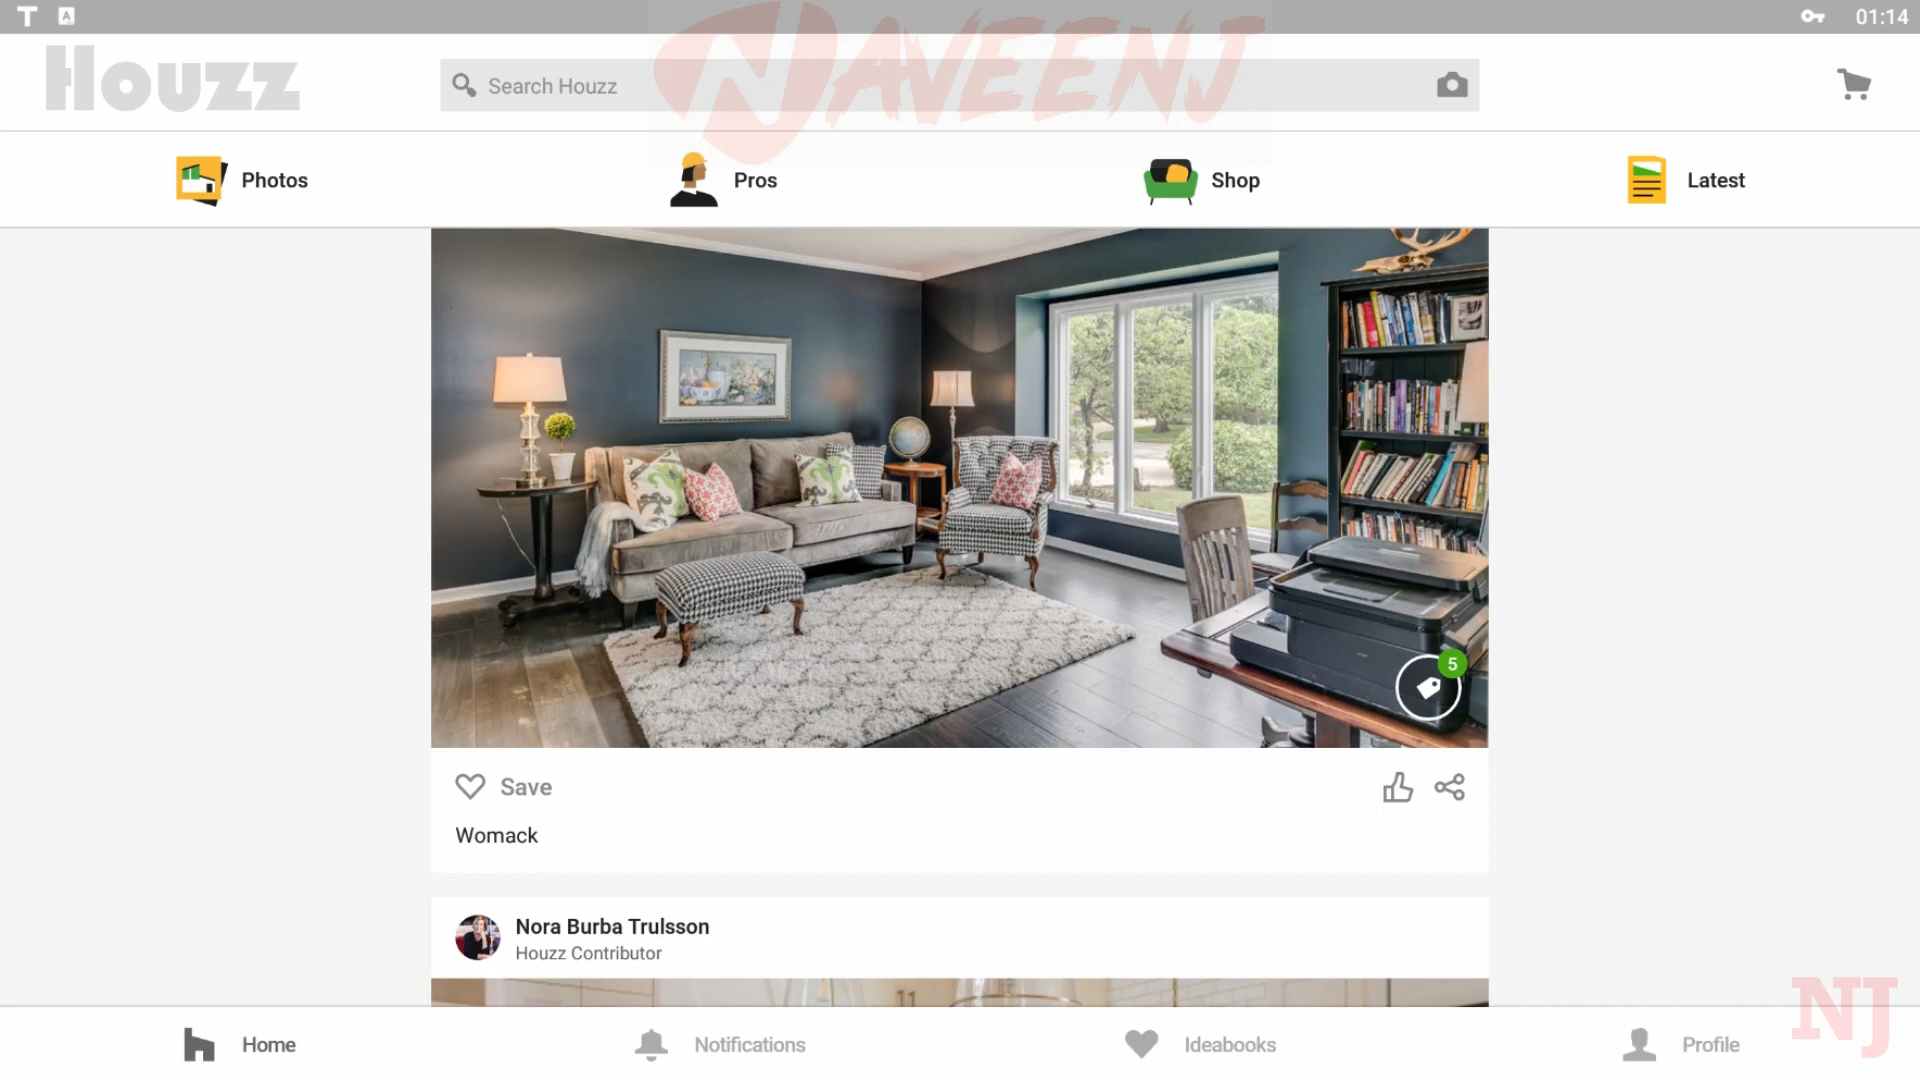 T A 01:14
NAVEENJ
Houzz
Search Houzz
Photos Pros Shop Latest
5
Save
Womack
Nora Burba Trulsson
Houzz Contributor
NJ
Home Notifications Ideabooks Profile